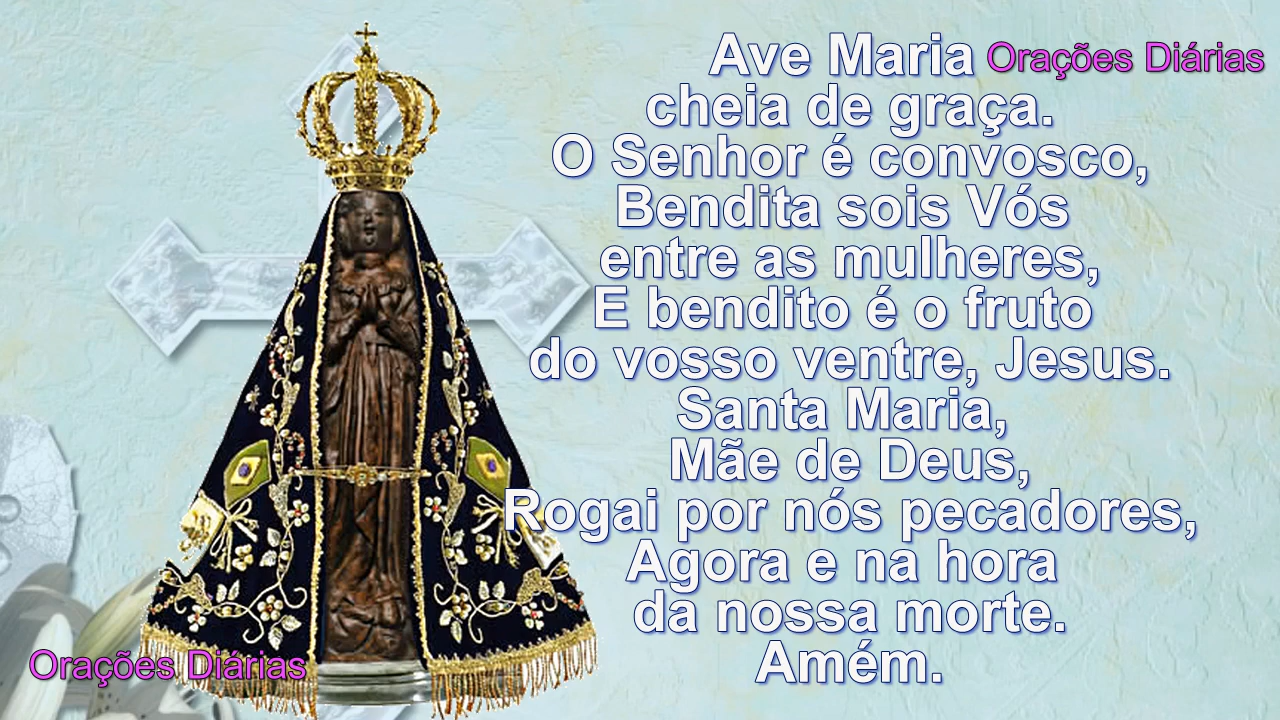 Ave Maria
Orações Diárias
cheia de graça.
O Senhor é convosco,
Bendita sois Vós
entre as mulheres,
E bendito é o fruto
do vosso ventre, Jesus.
Santa Maria,
Mãe de Deus,
Rogai por nós pecadores,
Agora e na hora
da nossa morte.
Amém.
Orações Diárias